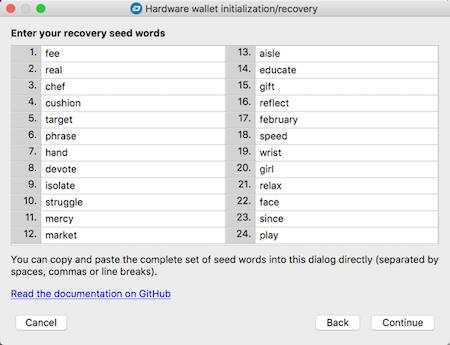 Hardware wallet initialization/recovery
Enter your recovery seed words
1. fee
2. real
3. chef
4. cushion
5. target
6. phrase
7. hand
8. devote
9. isolate
10. struggle
11. mercy
12. market
13. aisle
14. educate
15. gift
16. reflect
17. february
18. speed
19. wrist
20. girl
21. relax
22. face
23. since
24. play
You can copy and paste the complete set of seed words into this dialog directly (separated by
spaces, commas or line breaks).
Read the documentation on GitHub
Cancel Back Continue